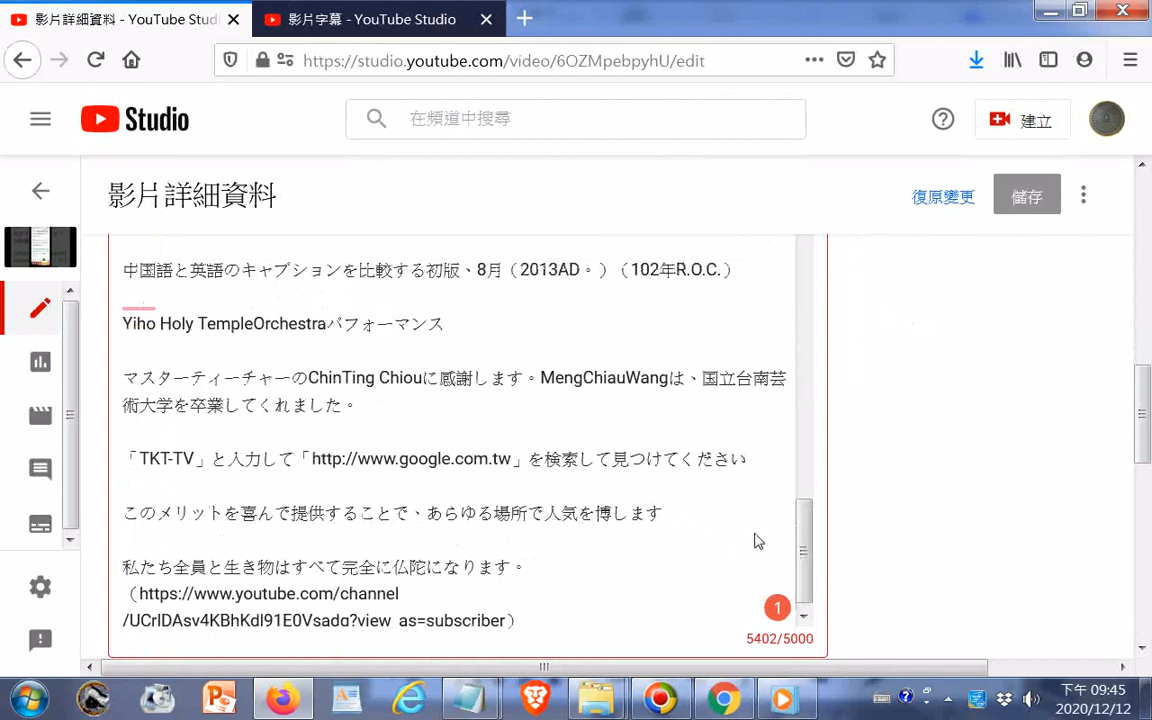 影片詳細資料 - YouTube Stud
影片字幕 - YouTube Studio
https://studio.youtube.com/video/6OZMpebpyhU/edit
Studio
在頻道中搜尋
建立
影片詳細資料
復原變更
儲存
中国語と英語のキャプションを比較する初版、8月（2013AD。）（102年R.O.C.）
Yiho Holy TempleOrchestraパフォーマンス
マスターティーチャーのChinTing Chiouに感謝します。MengChiauWangは、国立台南芸
術大学を卒業してくれました。
「TKT-TV」と入力して「http://www.google.com.tw」を検索して見つけてください
このメリットを喜んで提供することで、あらゆる場所で人気を博します
私たち全員と生き物はすべて完全に仏陀になります。
（https://www.youtube.com/channel
/UCrlDAsv4KBhKdl91E0Vsadg?view_as=subscriber）
1
5402/5000
下午 09:45
2020/12/12